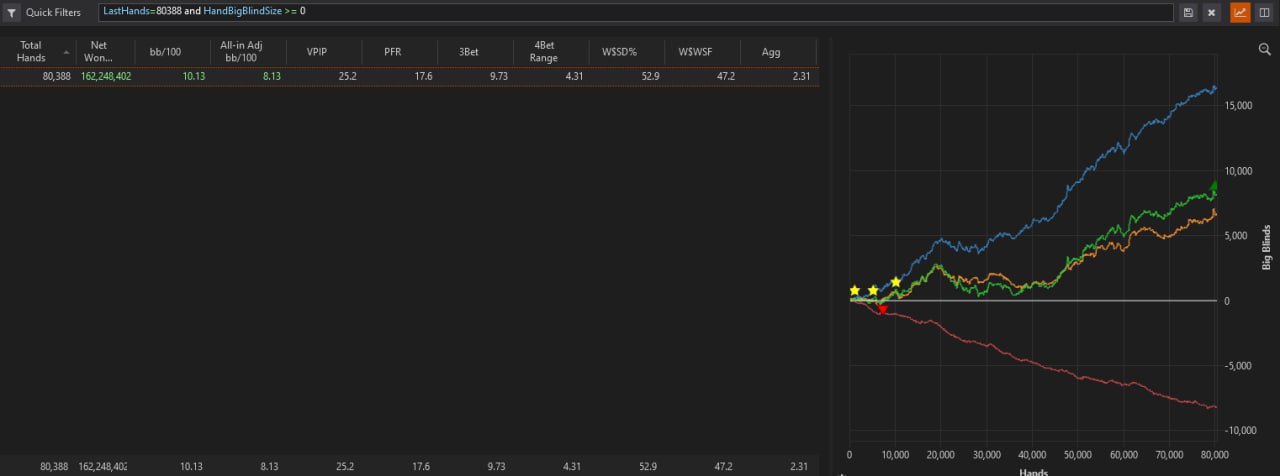 Quick Filters LastHands=80388 and HandBigBlindSize >= 0
Total Hands Net Won... bb/100 All-in Adj bb/100 VPIP PFR 3Bet 4Bet Range W$SD% W$WSF Agg
80,388 162,248,402 10.13 8.13 25.2 17.6 9.73 4.31 52.9 47.2 2.31
15,000
10,000
5,000
0
-5,000
-10,000
Big Blinds
0 10,000 20,000 30,000 40,000 50,000 60,000 70,000 80,000
Hands
80,388 162,248,402 10.13 8.13 25.2 17.6 9.73 4.31 52.9 47.2 2.31